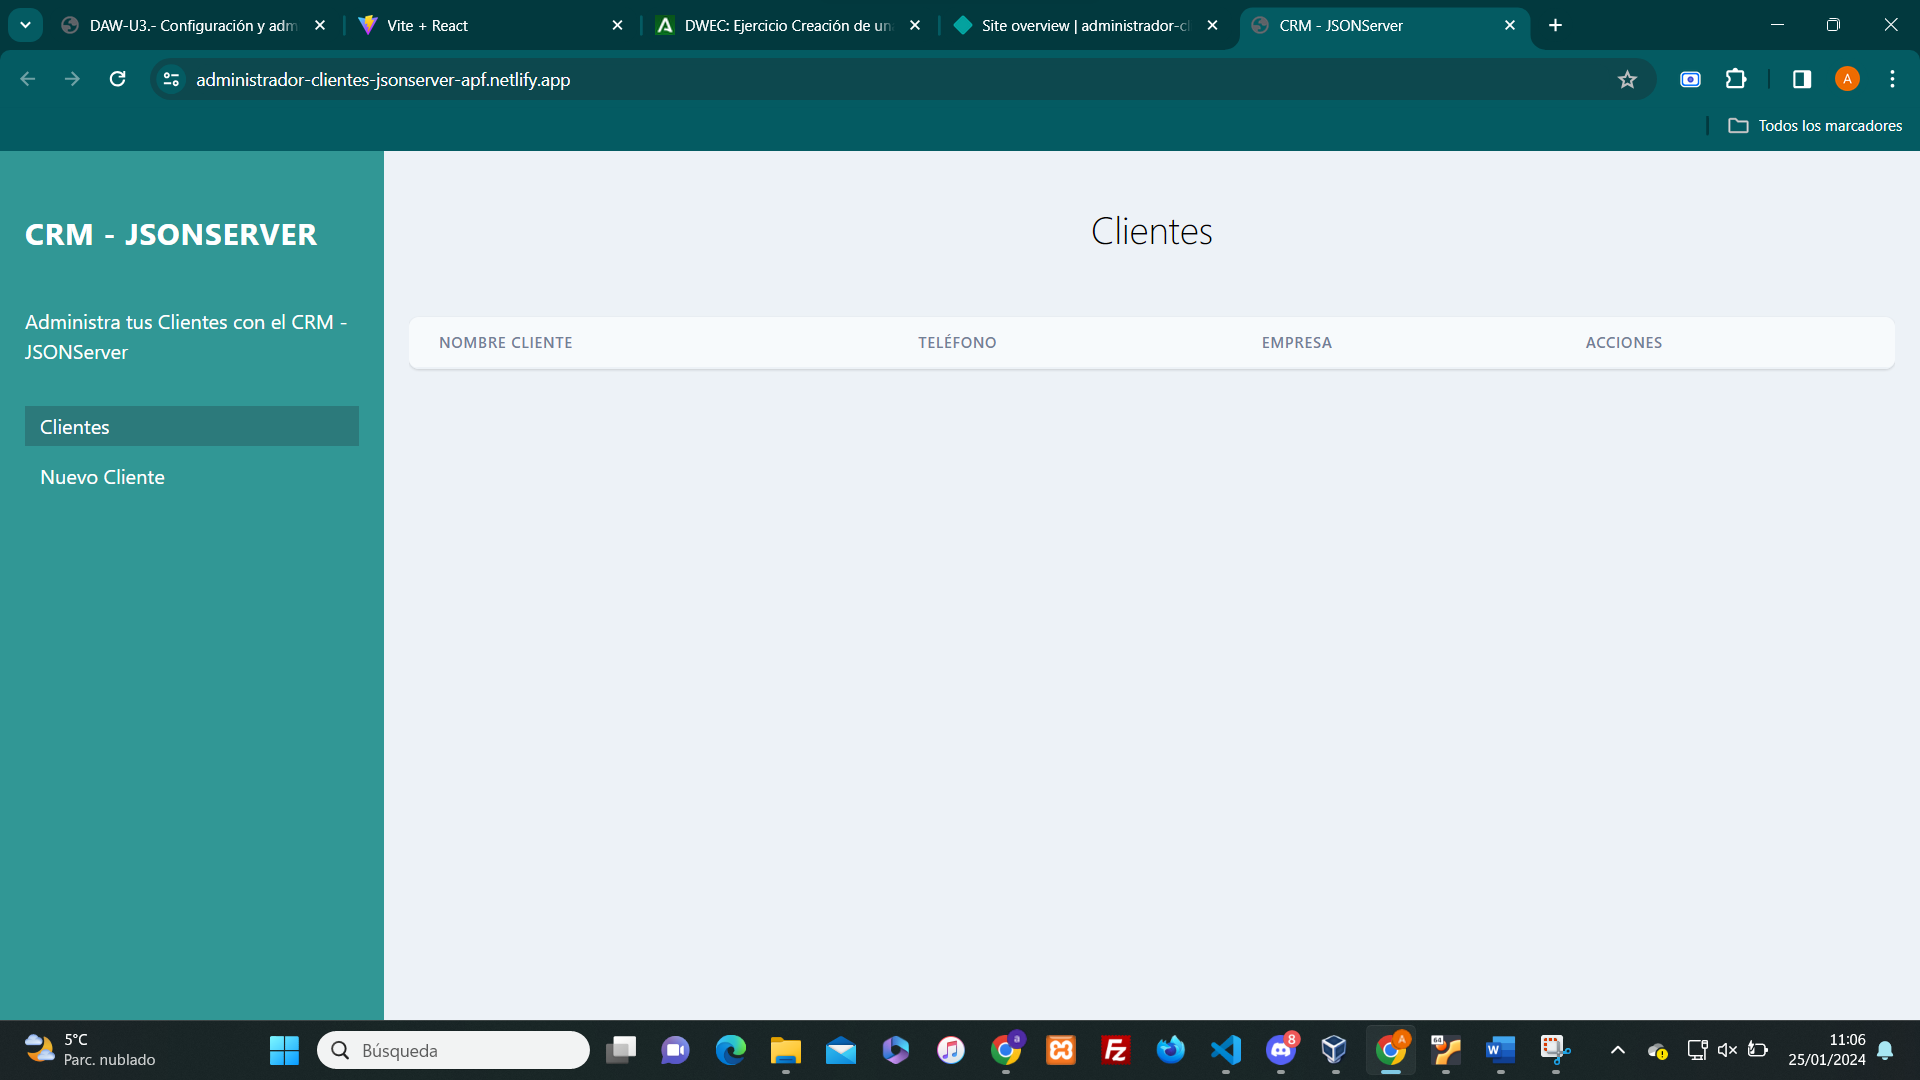 DAW-U3.- Configuración y adm
Vite + React
DWEC: Ejercicio Creación de un
Site overview | administrador-cl
CRM - JSONServer
administrador-clientes-jsonserver-apf.netlify.app
A
Todos los marcadores
CRM - JSONSERVER
Administra tus Clientes con el CRM -
JSONServer
Clientes
Nuevo Cliente
Clientes
NOMBRE CLIENTE TELÉFONO EMPRESA ACCIONES
5°C
Parc. nublado
Búsqueda
a
8
A
64
W
11:06
25/01/2024